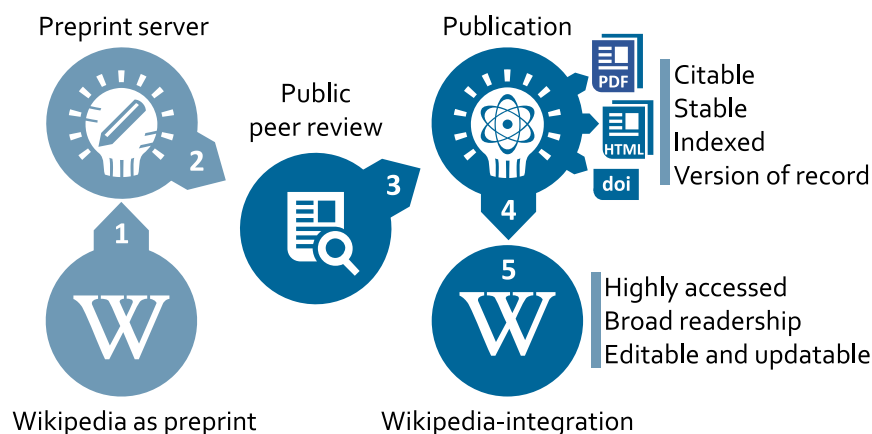 Preprint server
2
1
W
Wikipedia as preprint
Public
peer review
3
Publication
PDF
HTML
doi
Citable
Stable
Indexed
Version of record
4
5
W
Highly accessed
Broad readership
Editable and updatable
Wikipedia-integration